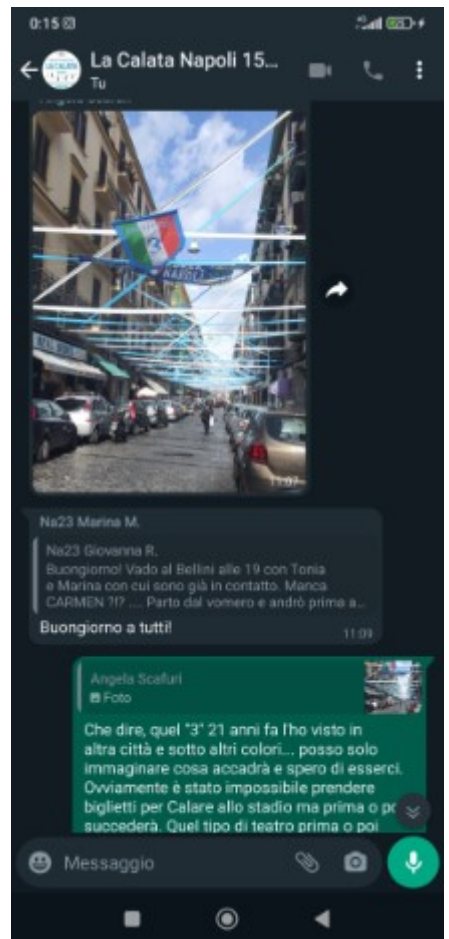 0:15
La Calata Napoli 15...
Tu
NAPOLI
11:07
Na23 Marina M.
Na23 Giovanna R.
Buongiorno! Vado al Bellini alle 19 con Tonia
e Marina con cui sono già in contatto. Manca
CARMEN ?!? .... Parto dal vomero e andrò prima a...
Buongiorno a tutti!
11:09
Angela Scafuri
Foto
Che dire, quel "3" 21 anni fa l'ho visto in
altra città e sotto altri colori... posso solo
immaginare cosa accadrà e spero di esserci.
Ovviamente è stato impossibile prendere
biglietti per Calare allo stadio ma prima o po
succederà. Quel tipo di teatro prima o poi
Messaggio